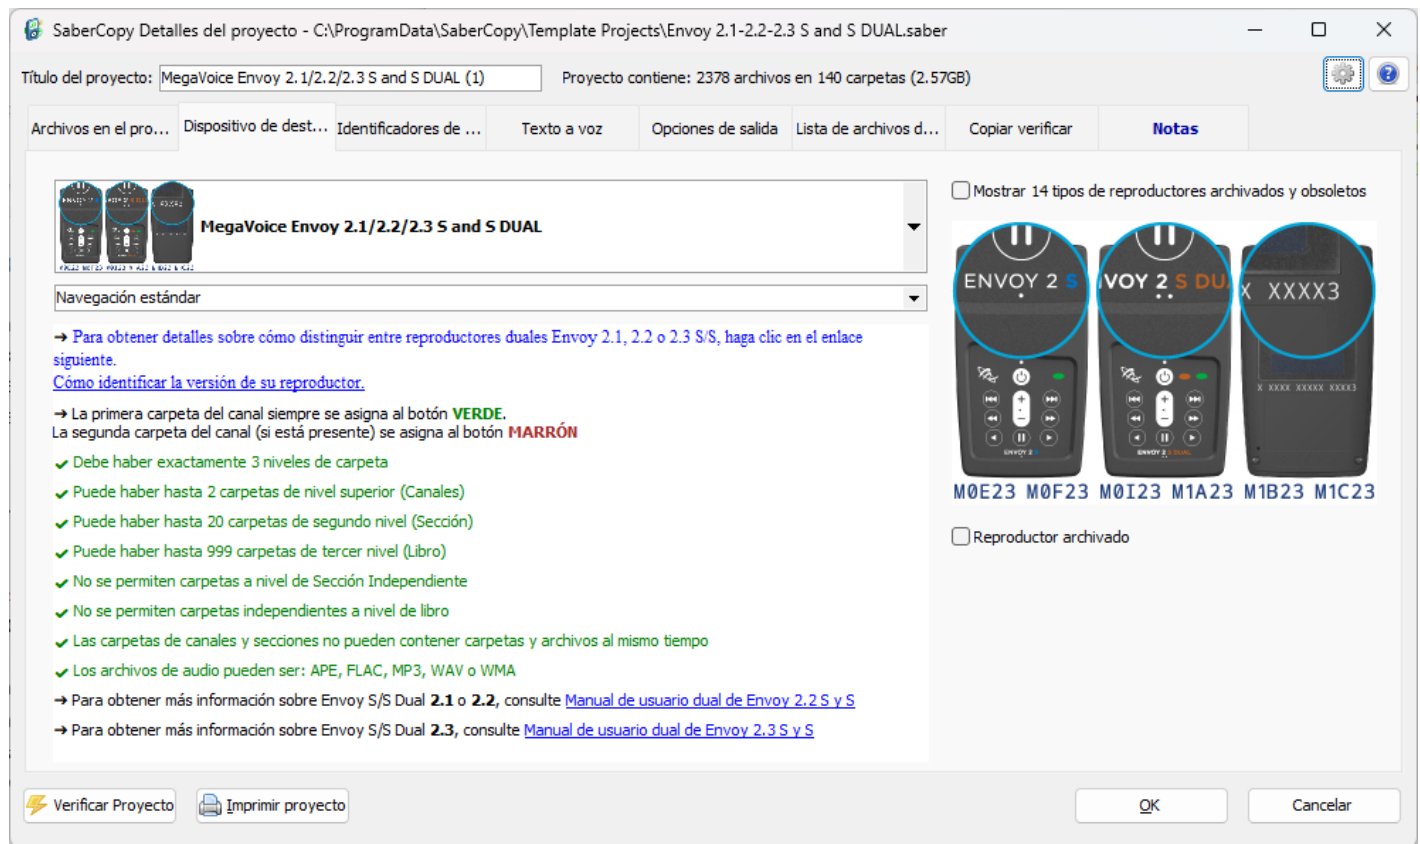 SaberCopy Detalles del proyecto - C:\ProgramData\SaberCopy\Template Projects\Envoy 2.1-2.2-2.3 S and S DUAL.saber
Título del proyecto: MegaVoice Envoy 2.1/2.2/2.3 S and S DUAL (1) Proyecto contiene: 2378 archivos en 140 carpetas (2.57GB)
Archivos en el pro... Dispositivo de dest... Identificadores de ... Texto a voz Opciones de salida Lista de archivos d... Copiar verificar Notas
MegaVoice Envoy 2.1/2.2/2.3 S and S DUAL
Navegación estándar
→ Para obtener detalles sobre cómo distinguir entre reproductores duales Envoy 2.1, 2.2 o 2.3 S/S, haga clic en el enlace
siguiente.
Cómo identificar la versión de su reproductor.
→ La primera carpeta del canal siempre se asigna al botón VERDE.
La segunda carpeta del canal (si está presente) se asigna al botón MARRÓN
✓ Debe haber exactamente 3 niveles de carpeta
✓ Puede haber hasta 2 carpetas de nivel superior (Canales)
✓ Puede haber hasta 20 carpetas de segundo nivel (Sección)
✓ Puede haber hasta 999 carpetas de tercer nivel (Libro)
✓ No se permiten carpetas a nivel de Sección Independiente
✓ No se permiten carpetas independientes a nivel de libro
✓ Las carpetas de canales y secciones no pueden contener carpetas y archivos al mismo tiempo
✓ Los archivos de audio pueden ser: APE, FLAC, MP3, WAV o WMA
→ Para obtener más información sobre Envoy S/S Dual 2.1 o 2.2, consulte Manual de usuario dual de Envoy 2.2 S y S
→ Para obtener más información sobre Envoy S/S Dual 2.3, consulte Manual de usuario dual de Envoy 2.3 S y S
Mostrar 14 tipos de reproductores archivados y obsoletos
ENVOY 2 S
VOY 2 S DU
X XXXX3
X XXXX XXXXX XXXX3
ENVOY 2 S
ENVOY 2 S DUAL
M0E23 M0F23 M0I23 M1A23 M1B23 M1C23
Reproductor archivado
Verificar Proyecto
Imprimir proyecto
OK
Cancelar